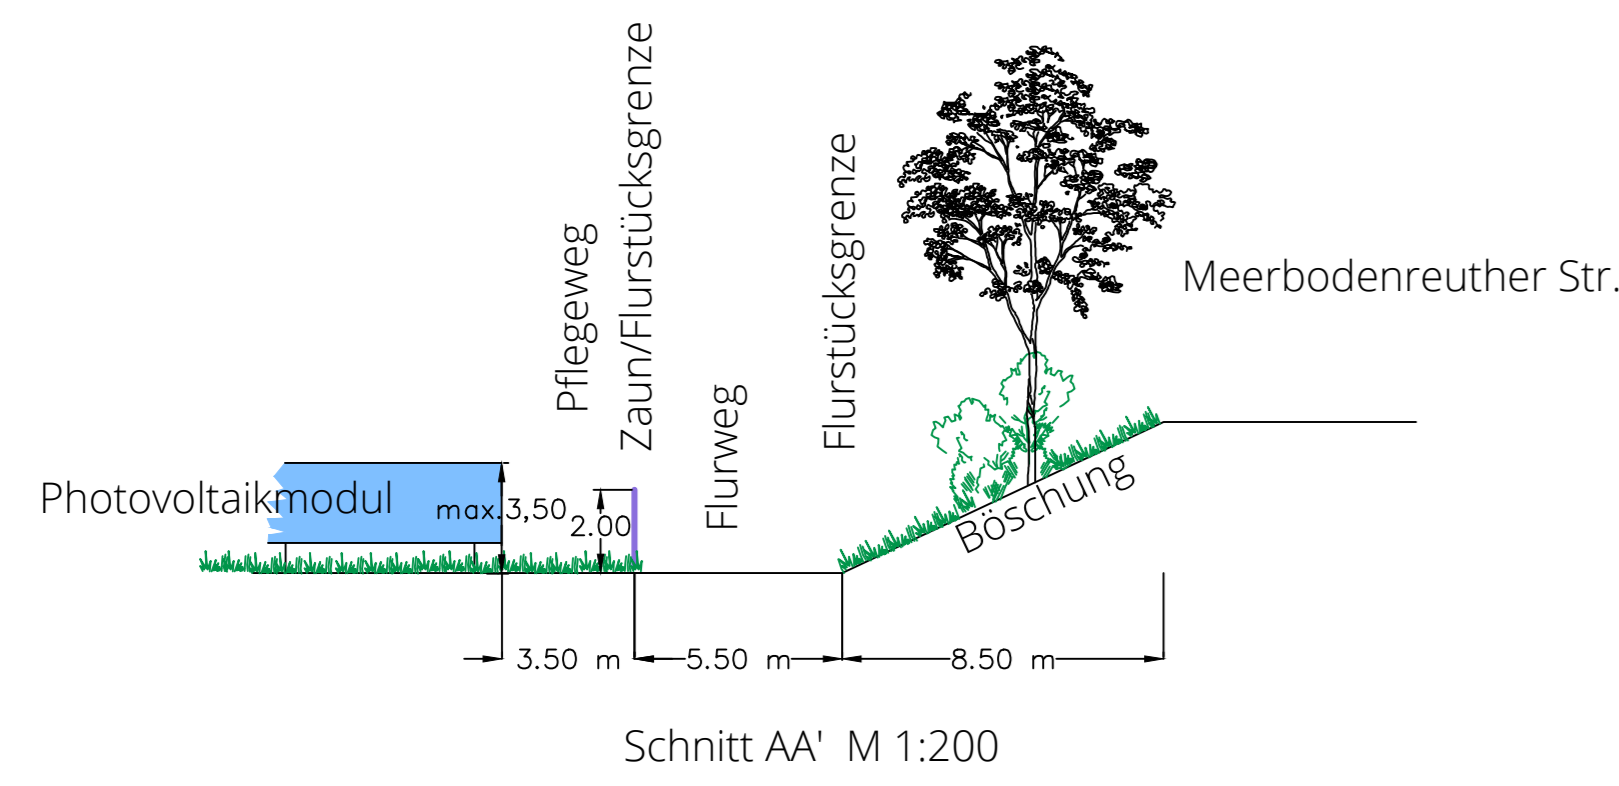 Pflegeweg
Zaun/Flurstücksgrenze
Flurweg
Flurstücksgrenze
Meerbodenreuther Str.
Photovoltaikmodul
max.3,50
2.00
Böschung
3.50 m
5.50 m
8.50 m
Schnitt AA' M 1:200